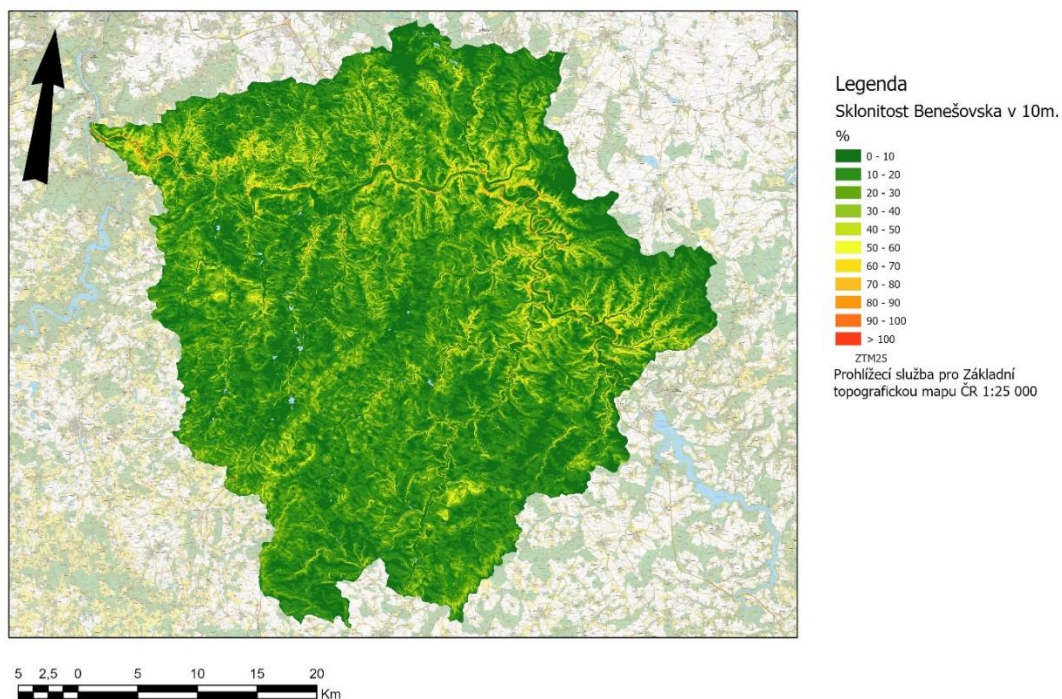 Legenda
Sklonitost Benešovska v 10m.
%
0 - 10
10 - 20
20 - 30
30 - 40
40 - 50
50 - 60
60 - 70
70 - 80
80 - 90
90 - 100
> 100
ZTM25
Prohlížecí služba pro Základní
topografickou mapu ČR 1:25 000
5 2,5 0 5 10 15 20
Km